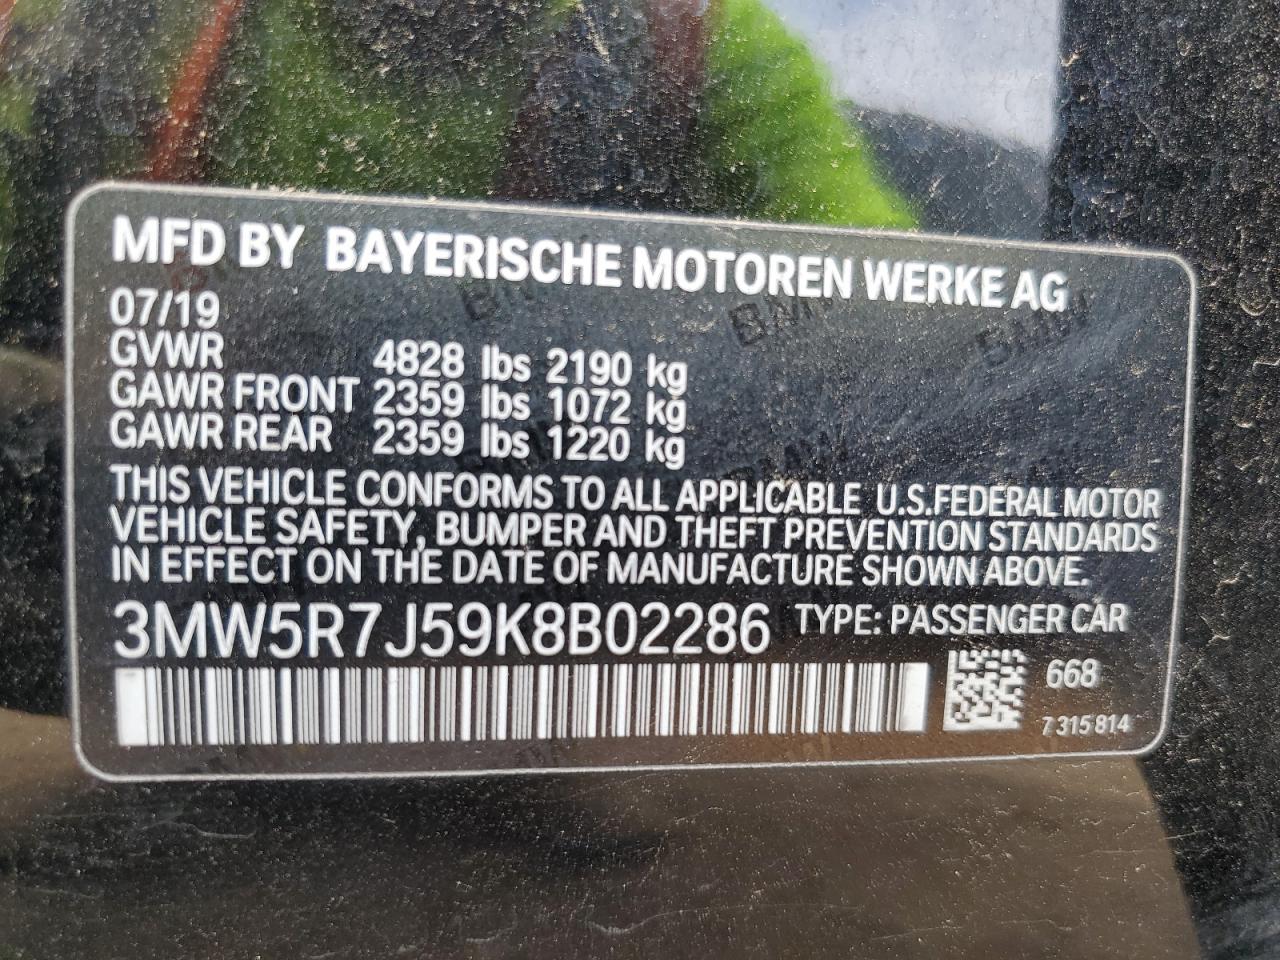 MFD BY BAYERISCHE MOTOREN WERKE AG
07/19
GVWR 4828 lbs 2190 kg
GAWR FRONT 2359 lbs 1072 kg
GAWR REAR 2359 lbs 1220 kg
THIS VEHICLE CONFORMS TO ALL APPLICABLE U.S.FEDERAL MOTOR
VEHICLE SAFETY, BUMPER AND THEFT PREVENTION STANDARDS
IN EFFECT ON THE DATE OF MANUFACTURE SHOWN ABOVE.
3MW5R7J59K8B02286 TYPE: PASSENGER CAR
668
7 315 814